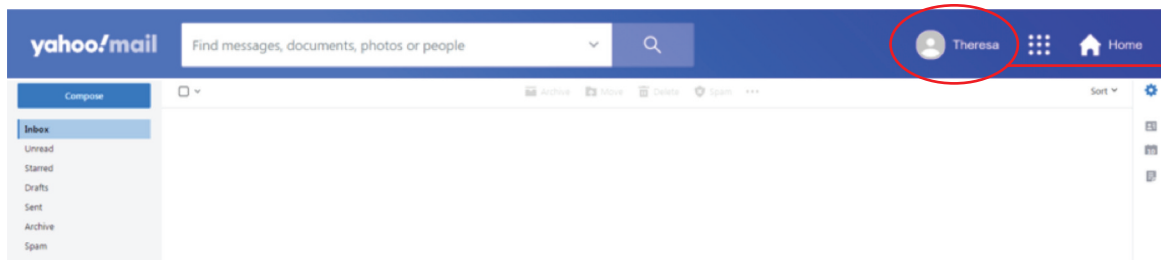 yahoo!mail Find messages, documents, photos or people Theresa Home
Compose Archive Move Delete Spam Sort
Inbox
Unread
Starred
Drafts
Sent
Archive
Spam